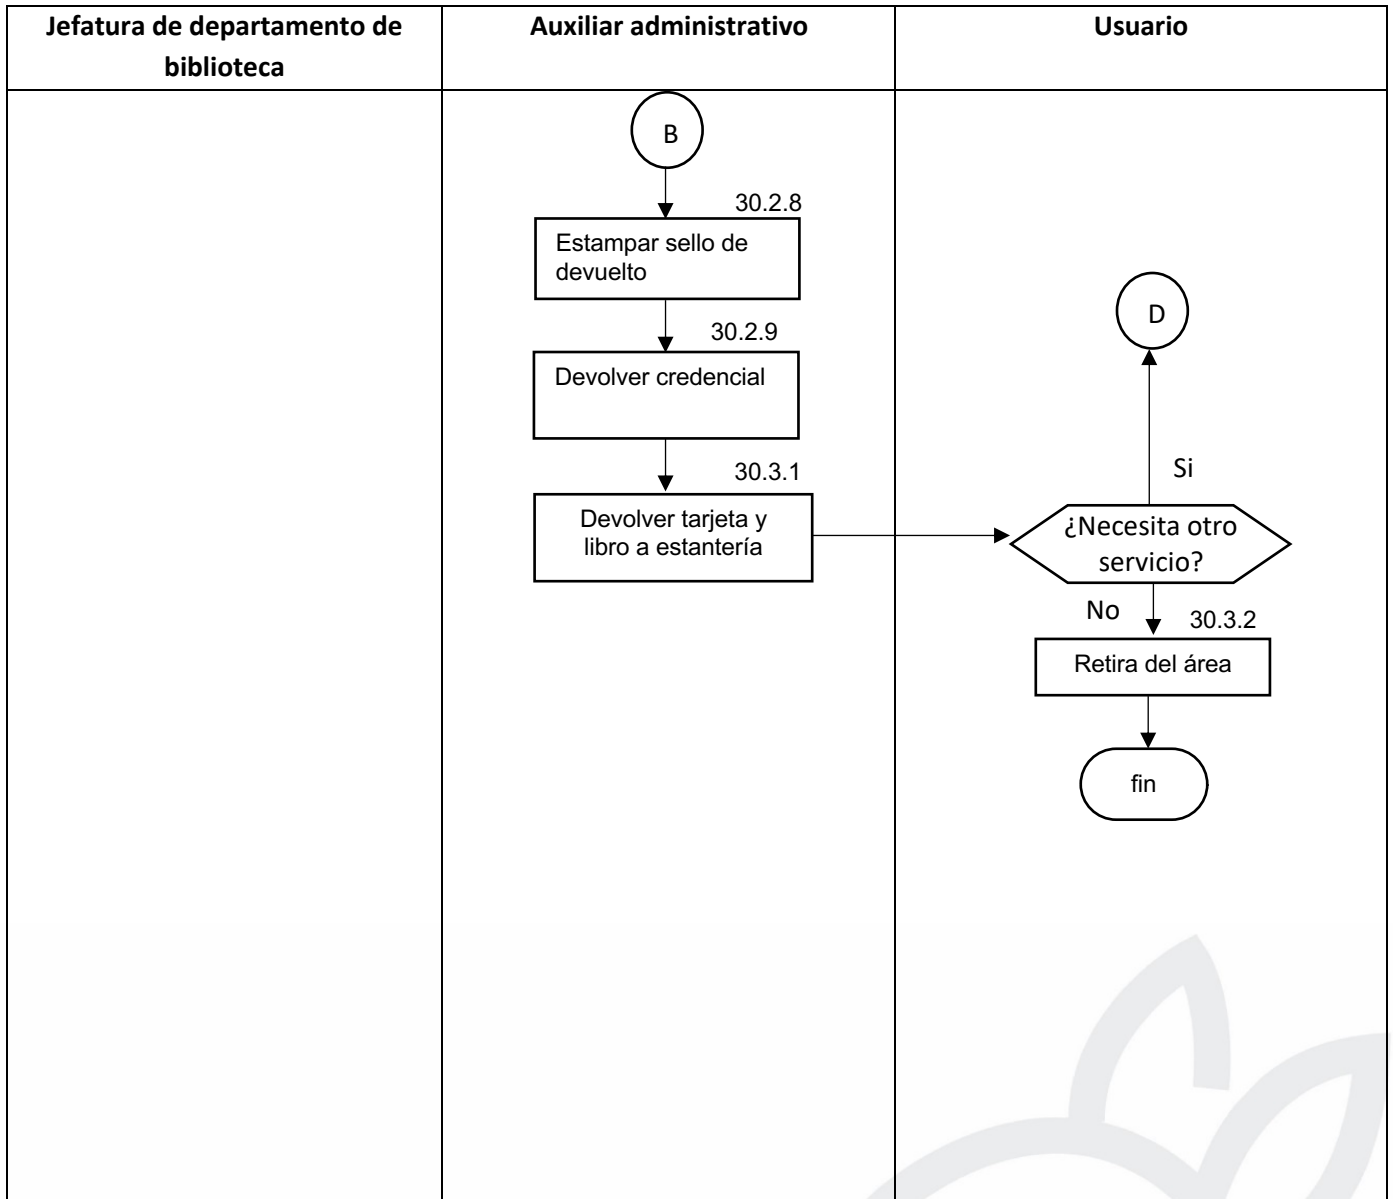 Jefatura de departamento de
biblioteca
Auxiliar administrativo
Usuario
B
30.2.8
Estampar sello de
devuelto
30.2.9
Devolver credencial
30.3.1
Devolver tarjeta y
libro a estantería
D
Si
¿Necesita otro
servicio?
No
30.3.2
Retira del área
fin